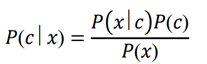 P(c|x) = P(x|c)P(c) / P(x)